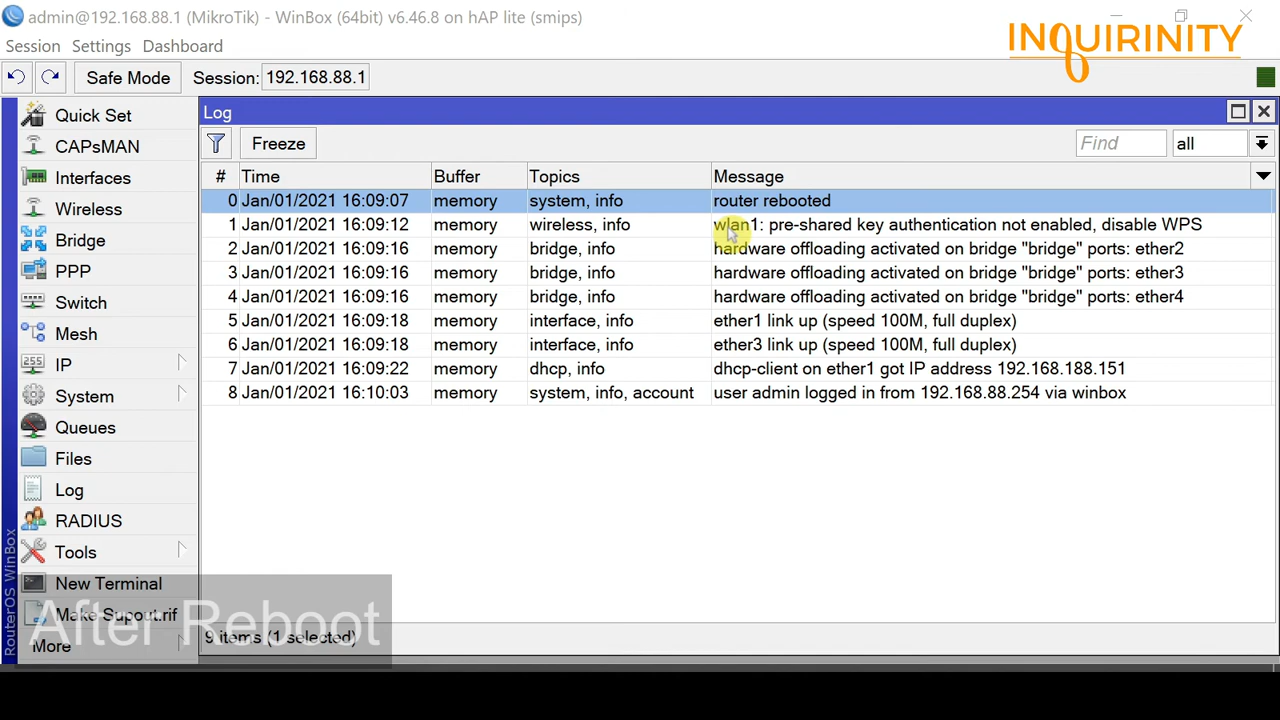 admin@192.168.88.1 (MikroTik) - WinBox (64bit) v6.46.8 on hAP lite (smips)
INQUIRINITY
Session Settings Dashboard
Safe Mode Session: 192.168.88.1
Quick Set
CAPsMAN
Interfaces
Wireless
Bridge
PPP
Switch
Mesh
255
IP
System
Queues
Files
Log
RADIUS
Tools
New Terminal
Make Supout.rif
More
RouterOS WinBox
Log
Freeze Find all
# Time Buffer Topics Message
0 Jan/01/2021 16:09:07 memory system, info router rebooted
1 Jan/01/2021 16:09:12 memory wireless, info wlan1: pre-shared key authentication not enabled, disable WPS
2 Jan/01/2021 16:09:16 memory bridge, info hardware offloading activated on bridge "bridge" ports: ether2
3 Jan/01/2021 16:09:16 memory bridge, info hardware offloading activated on bridge "bridge" ports: ether3
4 Jan/01/2021 16:09:16 memory bridge, info hardware offloading activated on bridge "bridge" ports: ether4
5 Jan/01/2021 16:09:18 memory interface, info ether1 link up (speed 100M, full duplex)
6 Jan/01/2021 16:09:18 memory interface, info ether3 link up (speed 100M, full duplex)
7 Jan/01/2021 16:09:22 memory dhcp, info dhcp-client on ether1 got IP address 192.168.188.151
8 Jan/01/2021 16:10:03 memory system, info, account user admin logged in from 192.168.88.254 via winbox
9 items (1 selected)
After Reboot